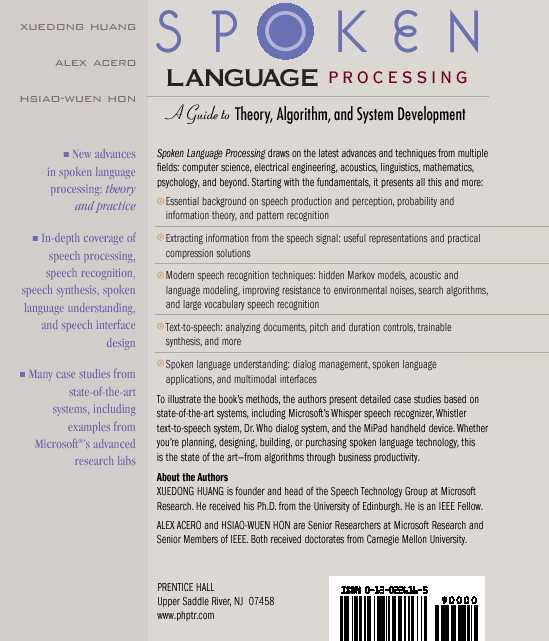 XUEDONG HUANG
ALEX ACERO
HSIAO-WUEN HON
SPOKEN
LANGUAGE PROCESSING
A Guide to Theory, Algorithm, and System Development
■ New advances
in spoken language
processing: theory
and practice
■ In-depth coverage of
speech processing,
speech recognition,
speech synthesis, spoken
language understanding,
and speech interface
design
■ Many case studies from
state-of-the-art
systems, including
examples from
Microsoft®'s advanced
research labs
Spoken Language Processing draws on the latest advances and techniques from multiple
fields: computer science, electrical engineering, acoustics, linguistics, mathematics,
psychology, and beyond. Starting with the fundamentals, it presents all this and more:
Essential background on speech production and perception, probability and
information theory, and pattern recognition
Extracting information from the speech signal: useful representations and practical
compression solutions
Modern speech recognition techniques: hidden Markov models, acoustic and
language modeling, improving resistance to environmental noises, search algorithms,
and large vocabulary speech recognition
Text-to-speech: analyzing documents, pitch and duration controls, trainable
synthesis, and more
Spoken language understanding: dialog management, spoken language
applications, and multimodal interfaces
To illustrate the book's methods, the authors present detailed case studies based on
state-of-the-art systems, including Microsoft's Whisper speech recognizer, Whistler
text-to-speech system, Dr. Who dialog system, and the MiPad handheld device. Whether
you're planning, designing, building, or purchasing spoken language technology, this
is the state of the art—from algorithms through business productivity.
About the Authors
XUEDONG HUANG is founder and head of the Speech Technology Group at Microsoft
Research. He received his Ph.D. from the University of Edinburgh. He is an IEEE Fellow.
ALEX ACERO and HSIAO-WUEN HON are Senior Researchers at Microsoft Research and
Senior Members of IEEE. Both received doctorates from Carnegie Mellon University.
PRENTICE HALL
Upper Saddle River, NJ 07458
www.phptr.com
ISBN 0-13-022616-5
90000